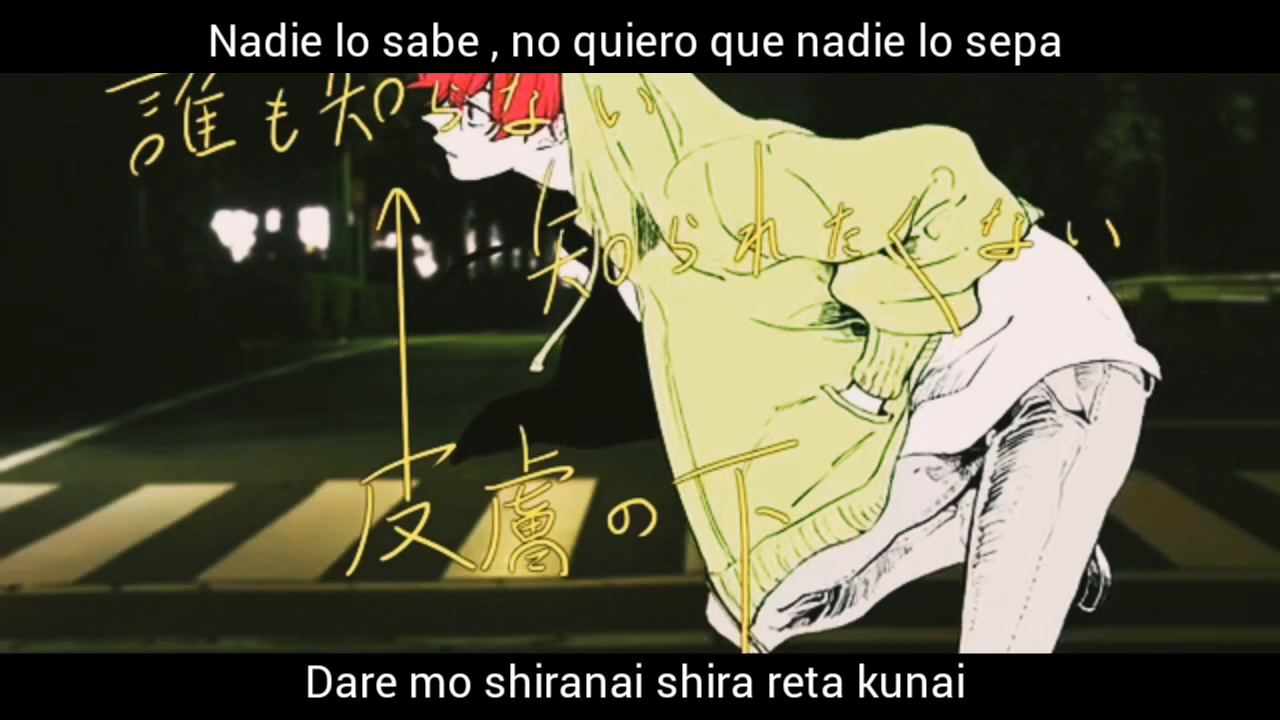 Nadie lo sabe , no quiero que nadie lo sepa
誰も知らない
知られたくない
皮膚の下
Dare mo shiranai shira reta kunai